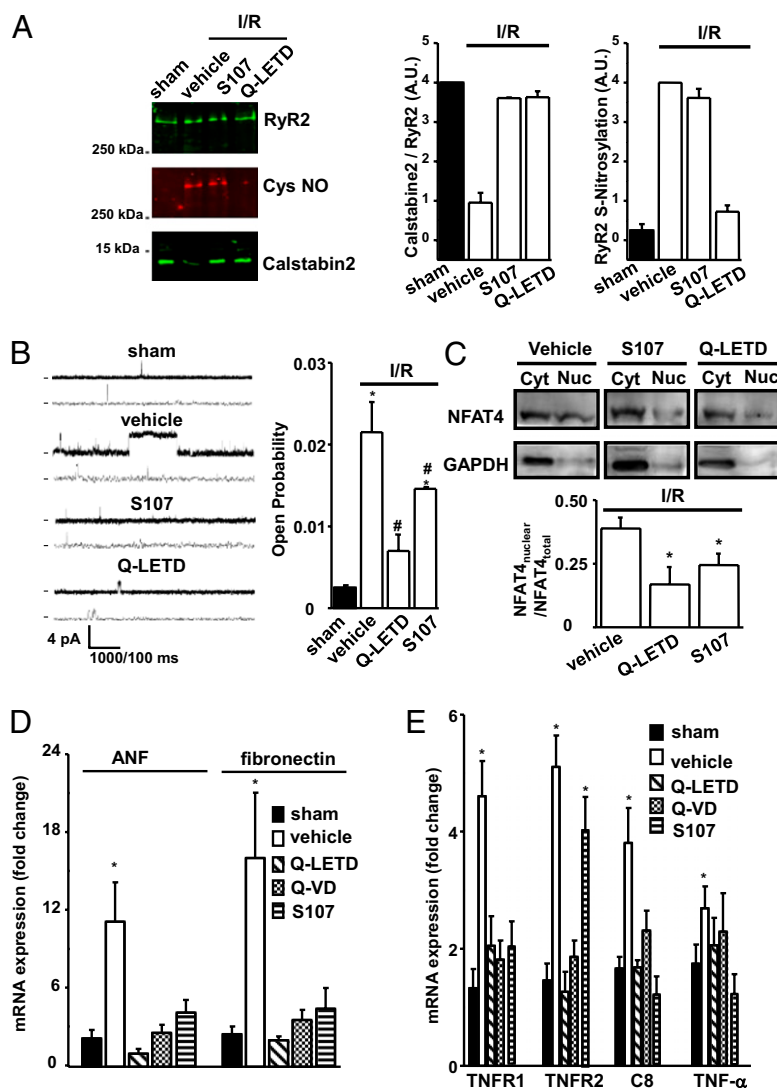 A
I/R
sham
vehicle
S107
Q-LETD
RyR2
250 kDa
Cys NO
250 kDa
15 kDa
Calstabin2
Calstabine2 / RyR2 (A.U.)
I/R
5
4
3
2
1
0
sham
vehicle
S107
Q-LETD
RyR2 S-Nitrosylation (A.U.)
I/R
5
4
3
2
1
0
sham
vehicle
S107
Q-LETD
B
sham
vehicle
S107
Q-LETD
4 pA
1000/100 ms
Open Probability
I/R
0.03
0.02
0.01
0
*
#
#
*
sham
vehicle
Q-LETD
S107
C
Vehicle S107 Q-LETD
Cyt Nuc Cyt Nuc Cyt Nuc
NFAT4
GAPDH
I/R
NFAT4nuclear
/NFAT4total
0.50
0.25
0
*
*
vehicle
Q-LETD
S107
D
mRNA expression (fold change)
24
18
12
6
0
ANF fibronectin
*
*
sham
vehicle
Q-LETD
Q-VD
S107
E
mRNA expression (fold change)
6
4
2
0
*
*
*
*
*
sham
vehicle
Q-LETD
Q-VD
S107
TNFR1 TNFR2 C8 TNF-α